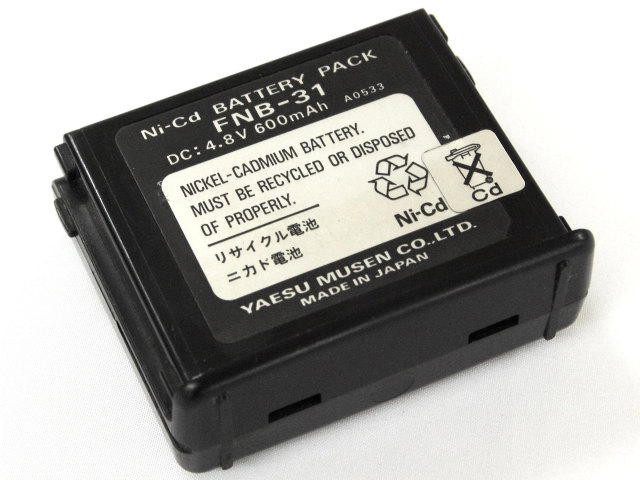 Ni-Cd BATTERY PACK
FNB-31
DC: 4.8V 600mAh A0533
NICKEL-CADMIUM BATTERY.
MUST BE RECYCLED OR DISPOSED
OF PROPERLY.
リサイクル電池
ニカド電池
Ni-Cd
Cd
YAESU MUSEN CO.,LTD.
MADE IN JAPAN